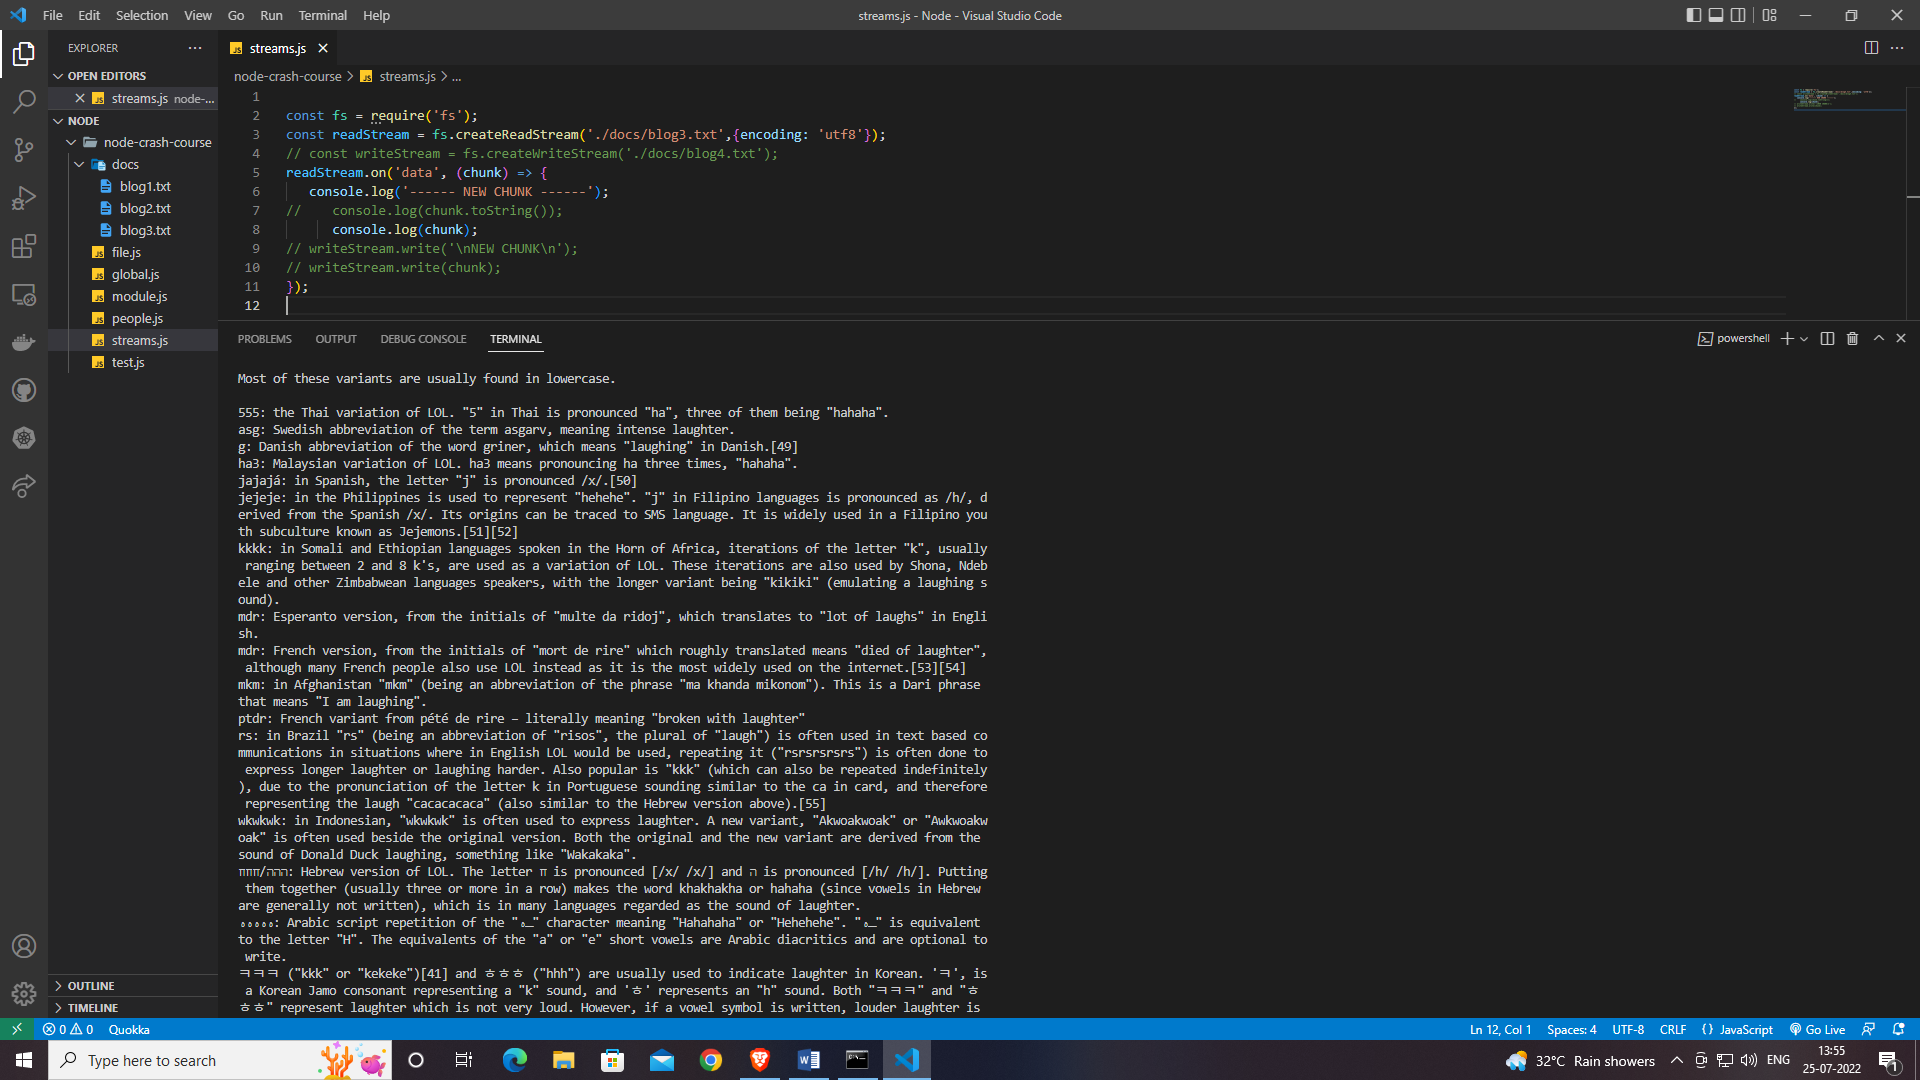 File Edit Selection View Go Run Terminal Help
streams.js - Node - Visual Studio Code
EXPLORER
OPEN EDITORS
streams.js node-...
NODE
node-crash-course
docs
blog1.txt
blog2.txt
blog3.txt
file.js
global.js
module.js
people.js
streams.js
test.js
OUTLINE
TIMELINE
streams.js
node-crash-course > streams.js > ...
1
2 const fs = require('fs');
3 const readStream = fs.createReadStream('./docs/blog3.txt',{encoding: 'utf8'});
4 // const writeStream = fs.createWriteStream('./docs/blog4.txt');
5 readStream.on('data', (chunk) => {
6 console.log('------ NEW CHUNK ------');
7 // console.log(chunk.toString());
8 console.log(chunk);
9 // writeStream.write('\nNEW CHUNK\n');
10 // writeStream.write(chunk);
11 });
12
PROBLEMS OUTPUT DEBUG CONSOLE TERMINAL
powershell
Most of these variants are usually found in lowercase.
555: the Thai variation of LOL. "5" in Thai is pronounced "ha", three of them being "hahaha".
asg: Swedish abbreviation of the term asgarv, meaning intense laughter.
g: Danish abbreviation of the word griner, which means "laughing" in Danish.[49]
ha3: Malaysian variation of LOL. ha3 means pronouncing ha three times, "hahaha".
jajajá: in Spanish, the letter "j" is pronounced /x/.[50]
jejeje: in the Philippines is used to represent "hehehe". "j" in Filipino languages is pronounced as /h/, d
erived from the Spanish /x/. Its origins can be traced to SMS language. It is widely used in a Filipino you
th subculture known as Jejemons.[51][52]
kkkk: in Somali and Ethiopian languages spoken in the Horn of Africa, iterations of the letter "k", usually
ranging between 2 and 8 k's, are used as a variation of LOL. These iterations are also used by Shona, Ndeb
ele and other Zimbabwean languages speakers, with the longer variant being "kikiki" (emulating a laughing s
ound).
mdr: Esperanto version, from the initials of "multe da ridoj", which translates to "lot of laughs" in Engli
sh.
mdr: French version, from the initials of "mort de rire" which roughly translated means "died of laughter",
although many French people also use LOL instead as it is the most widely used on the internet.[53][54]
mkm: in Afghanistan "mkm" (being an abbreviation of the phrase "ma khanda mikonom"). This is a Dari phrase
that means "I am laughing".
ptdr: French variant from pété de rire – literally meaning "broken with laughter"
rs: in Brazil "rs" (being an abbreviation of "risos", the plural of "laugh") is often used in text based co
mmunications in situations where in English LOL would be used, repeating it ("rsrsrsrsrs") is often done to
express longer laughter or laughing harder. Also popular is "kkk" (which can also be repeated indefinitely
), due to the pronunciation of the letter k in Portuguese sounding similar to the ca in card, and therefore
representing the laugh "cacacacaca" (also similar to the Hebrew version above).[55]
wkwkwk: in Indonesian, "wkwkwk" is often used to express laughter. A new variant, "Akwoakwoak" or "Awkwoakw
oak" is often used beside the original version. Both the original and the new variant are derived from the
sound of Donald Duck laughing, something like "Wakakaka".
חחח/ההה: Hebrew version of LOL. The letter ח is pronounced [/x/ /x/] and ה is pronounced [/h/ /h/]. Putting
them together (usually three or more in a row) makes the word khakhakha or hahaha (since vowels in Hebrew
are generally not written), which is in many languages regarded as the sound of laughter.
ههههه: Arabic script repetition of the "هـ" character meaning "Hahahaha" or "Hehehehe". "هـ" is equivalent
to the letter "H". The equivalents of the "a" or "e" short vowels are Arabic diacritics and are optional to
write.
ㅋㅋㅋ ("kkk" or "kekeke")[41] and ㅎㅎㅎ ("hhh") are usually used to indicate laughter in Korean. 'ㅋ', is
a Korean Jamo consonant representing a "k" sound, and 'ㅎ' represents an "h" sound. Both "ㅋㅋㅋ" and "ㅎ
ㅎㅎ" represent laughter which is not very loud. However, if a vowel symbol is written, louder laughter is
0 0 Quokka
Ln 12, Col 1 Spaces: 4 UTF-8 CRLF {} JavaScript Go Live
Type here to search
32°C Rain showers
ENG
13:55
25-07-2022
1